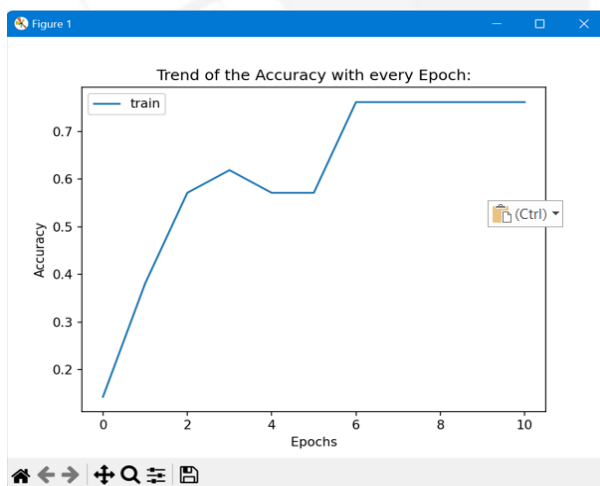 Figure 1
Trend of the Accuracy with every Epoch:
train
0.7
0.6
0.5
0.4
0.3
0.2
Accuracy
(Ctrl)
0 2 4 6 8 10
Epochs